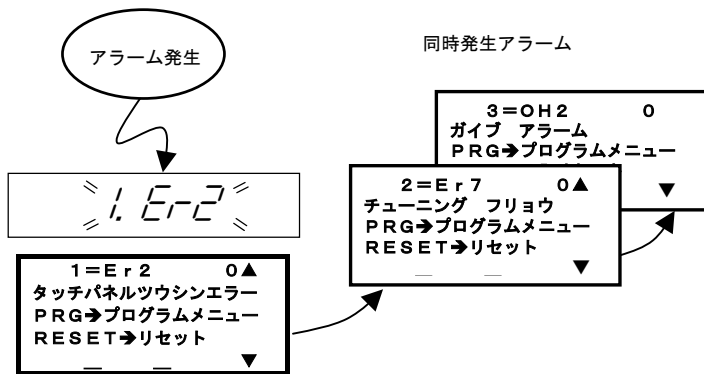 アラーム発生
同時発生アラーム
1.Er2
1=Er2 0▲
タッチパネルツウシンエラー
PRG→プログラムメニュー
RESET→リセット
▼
2=Er7 0▲
チューニング フリョウ
PRG→プログラムメニュー
RESET→リセット
▼
3=OH2 0
ガイブ アラーム
PRG→プログラムメニュー
▼